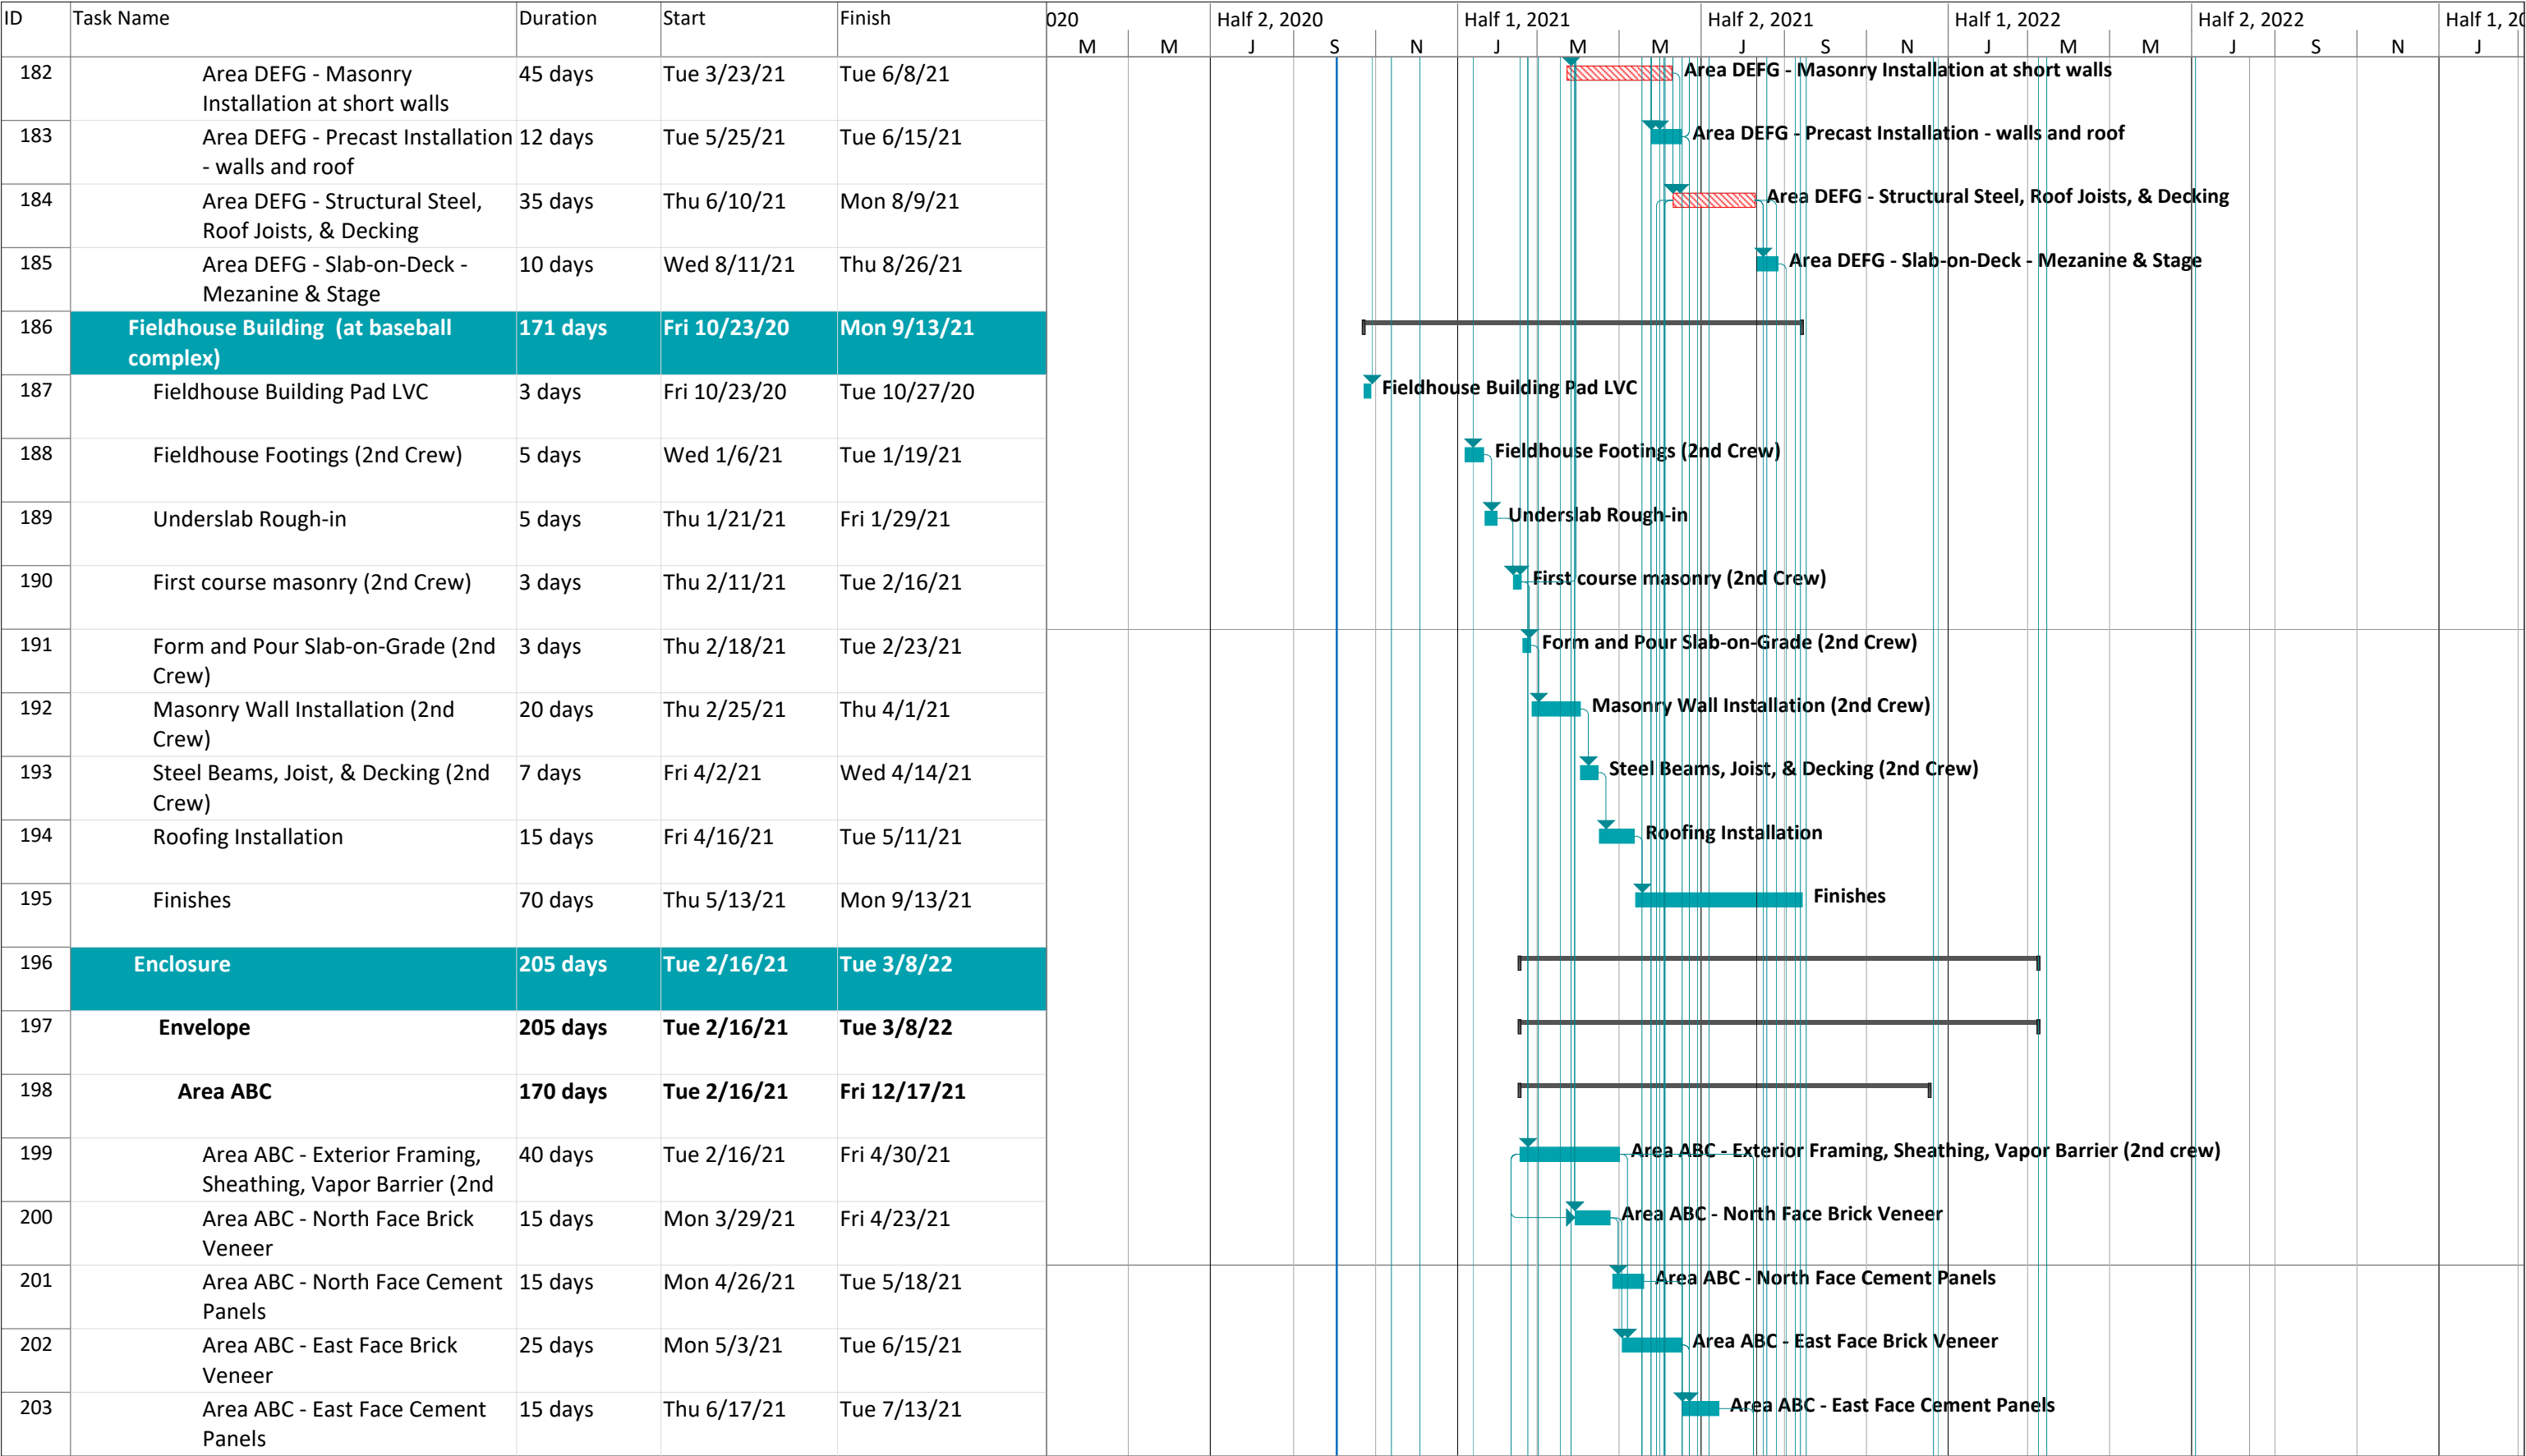 ID Task Name Duration Start Finish 020 Half 2, 2020 Half 1, 2021 Half 2, 2021 Half 1, 2022 Half 2, 2022 Half 1, 20
M M J S N J M M J S N J M M J S N J
182 Area DEFG - Masonry 45 days Tue 3/23/21 Tue 6/8/21 Area DEFG - Masonry Installation at short walls
Installation at short walls
183 Area DEFG - Precast Installation 12 days Tue 5/25/21 Tue 6/15/21 Area DEFG - Precast Installation - walls and roof
- walls and roof
184 Area DEFG - Structural Steel, 35 days Thu 6/10/21 Mon 8/9/21 Area DEFG - Structural Steel, Roof Joists, & Decking
Roof Joists, & Decking
185 Area DEFG - Slab-on-Deck - 10 days Wed 8/11/21 Thu 8/26/21 Area DEFG - Slab-on-Deck - Mezanine & Stage
Mezanine & Stage
186 Fieldhouse Building (at baseball 171 days Fri 10/23/20 Mon 9/13/21
complex)
187 Fieldhouse Building Pad LVC 3 days Fri 10/23/20 Tue 10/27/20 Fieldhouse Building Pad LVC
188 Fieldhouse Footings (2nd Crew) 5 days Wed 1/6/21 Tue 1/19/21 Fieldhouse Footings (2nd Crew)
189 Underslab Rough-in 5 days Thu 1/21/21 Fri 1/29/21 Underslab Rough-in
190 First course masonry (2nd Crew) 3 days Thu 2/11/21 Tue 2/16/21 First course masonry (2nd Crew)
191 Form and Pour Slab-on-Grade (2nd 3 days Thu 2/18/21 Tue 2/23/21 Form and Pour Slab-on-Grade (2nd Crew)
Crew)
192 Masonry Wall Installation (2nd 20 days Thu 2/25/21 Thu 4/1/21 Masonry Wall Installation (2nd Crew)
Crew)
193 Steel Beams, Joist, & Decking (2nd 7 days Fri 4/2/21 Wed 4/14/21 Steel Beams, Joist, & Decking (2nd Crew)
Crew)
194 Roofing Installation 15 days Fri 4/16/21 Tue 5/11/21 Roofing Installation
195 Finishes 70 days Thu 5/13/21 Mon 9/13/21 Finishes
196 Enclosure 205 days Tue 2/16/21 Tue 3/8/22
197 Envelope 205 days Tue 2/16/21 Tue 3/8/22
198 Area ABC 170 days Tue 2/16/21 Fri 12/17/21
199 Area ABC - Exterior Framing, 40 days Tue 2/16/21 Fri 4/30/21 Area ABC - Exterior Framing, Sheathing, Vapor Barrier (2nd crew)
Sheathing, Vapor Barrier (2nd
200 Area ABC - North Face Brick 15 days Mon 3/29/21 Fri 4/23/21 Area ABC - North Face Brick Veneer
Veneer
201 Area ABC - North Face Cement 15 days Mon 4/26/21 Tue 5/18/21 Area ABC - North Face Cement Panels
Panels
202 Area ABC - East Face Brick 25 days Mon 5/3/21 Tue 6/15/21 Area ABC - East Face Brick Veneer
Veneer
203 Area ABC - East Face Cement 15 days Thu 6/17/21 Tue 7/13/21 Area ABC - East Face Cement Panels
Panels